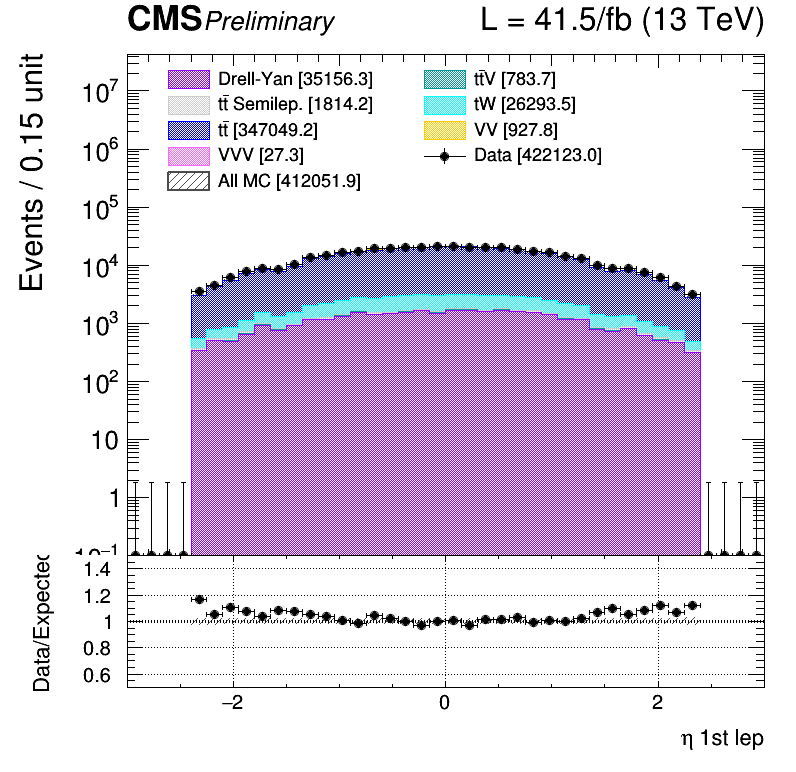 CMS Preliminary L = 41.5/fb (13 TeV)
Events / 0.15 unit
Drell-Yan [35156.3]
tt̄ Semilep. [1814.2]
tt̄ [347049.2]
VVV [27.3]
All MC [412051.9]
tt̄V [783.7]
tW [26293.5]
VV [927.8]
Data [422123.0]
10⁷
10⁶
10⁵
10⁴
10³
10²
10
1
10⁻¹
Data/Expected
1.4
1.2
1
0.8
0.6
−2 0 2
η 1st lep